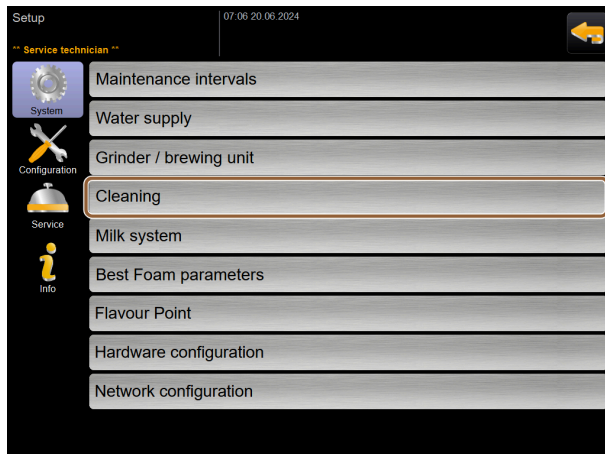 Setup
07:06 20.06.2024
** Service technician **
System
Configuration
Service
Info
Maintenance intervals
Water supply
Grinder / brewing unit
Cleaning
Milk system
Best Foam parameters
Flavour Point
Hardware configuration
Network configuration